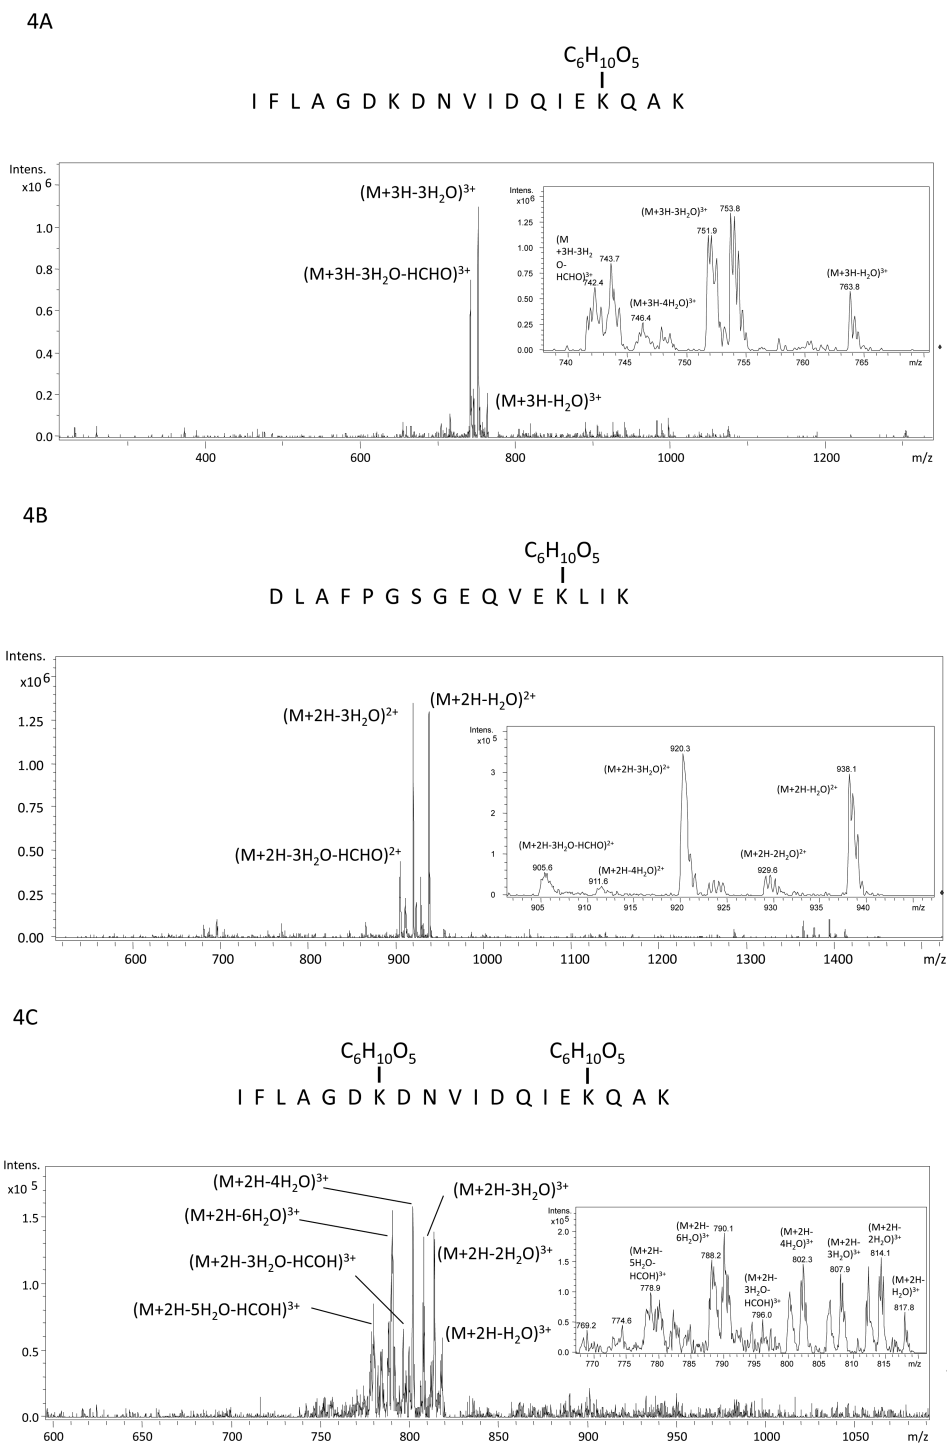 4A
C6H10O5
I F L A G D K D N V I D Q I E K Q A K
Intens.
x10 6
(M+3H-3H2O)3+
1.0
0.8
(M+3H-3H2O-HCHO)3+
0.6
0.4
(M+3H-H2O)3+
0.2
0.0
400 600 800 1000 1200 m/z
Intens.
x10 6
1.25
1.00
0.75
0.50
0.25
0.00
(M
+3H-3H2
O-
HCHO)3+
742.4
743.7
(M+3H-4H2O)3+
746.4
(M+3H-3H2O)3+
751.9
753.8
(M+3H-H2O)3+
763.8
740 745 750 755 760 765 m/z
4B
C6H10O5
D L A F P G S G E Q V E K L I K
Intens.
x10 6
(M+2H-3H2O)2+
(M+2H-H2O)2+
1.25
1.00
0.75
(M+2H-3H2O-HCHO)2+
0.50
0.25
0.00
600 700 800 900 1000 1100 1200 1300 1400 m/z
Intens.
x10 5
3
2
1
0
920.3
(M+2H-3H2O)2+
938.1
(M+2H-H2O)2+
(M+2H-3H2O-HCHO)2+
905.6
(M+2H-4H2O)2+
911.6
(M+2H-2H2O)2+
929.6
905 910 915 920 925 930 935 940 m/z
4C
C6H10O5 C6H10O5
I F L A G D K D N V I D Q I E K Q A K
Intens.
x10 5
(M+2H-4H2O)3+
(M+2H-3H2O)3+
1.5
(M+2H-6H2O)3+
(M+2H-2H2O)3+
(M+2H-3H2O-HCOH)3+
1.0
(M+2H-5H2O-HCOH)3+
(M+2H-H2O)3+
0.5
0.0
600 650 700 750 800 850 900 950 1000 1050 m/z
Intens.
x10 5
2.0
1.5
1.0
0.5
0.0
769.2
774.6
(M+2H-
5H2O-
HCOH)3+
778.9
(M+2H-
6H2O)3+
788.2
790.1
(M+2H-
3H2O-
HCOH)3+
796.0
(M+2H-
4H2O)3+
802.3
(M+2H-
3H2O)3+
807.9
(M+2H-
2H2O)3+
814.1
(M+2H-
H2O)3+
817.8
770 775 780 785 790 795 800 805 810 815 m/z